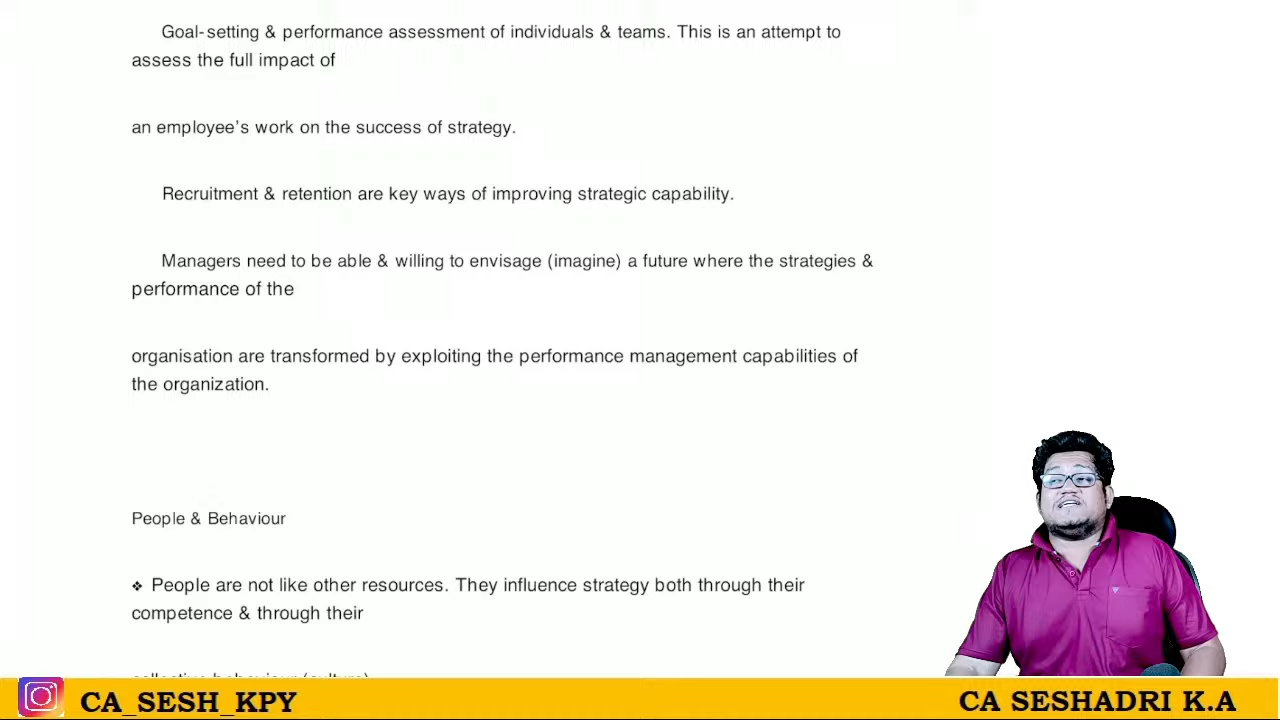 Goal-setting & performance assessment of individuals & teams. This is an attempt to
assess the full impact of
an employee's work on the success of strategy.
Recruitment & retention are key ways of improving strategic capability.
Managers need to be able & willing to envisage (imagine) a future where the strategies &
performance of the
organisation are transformed by exploiting the performance management capabilities of
the organization.
People & Behaviour
❖ People are not like other resources. They influence strategy both through their
competence & through their
collective behaviour (culture)
CA_SESH_KPY
CA SESHADRI K.A